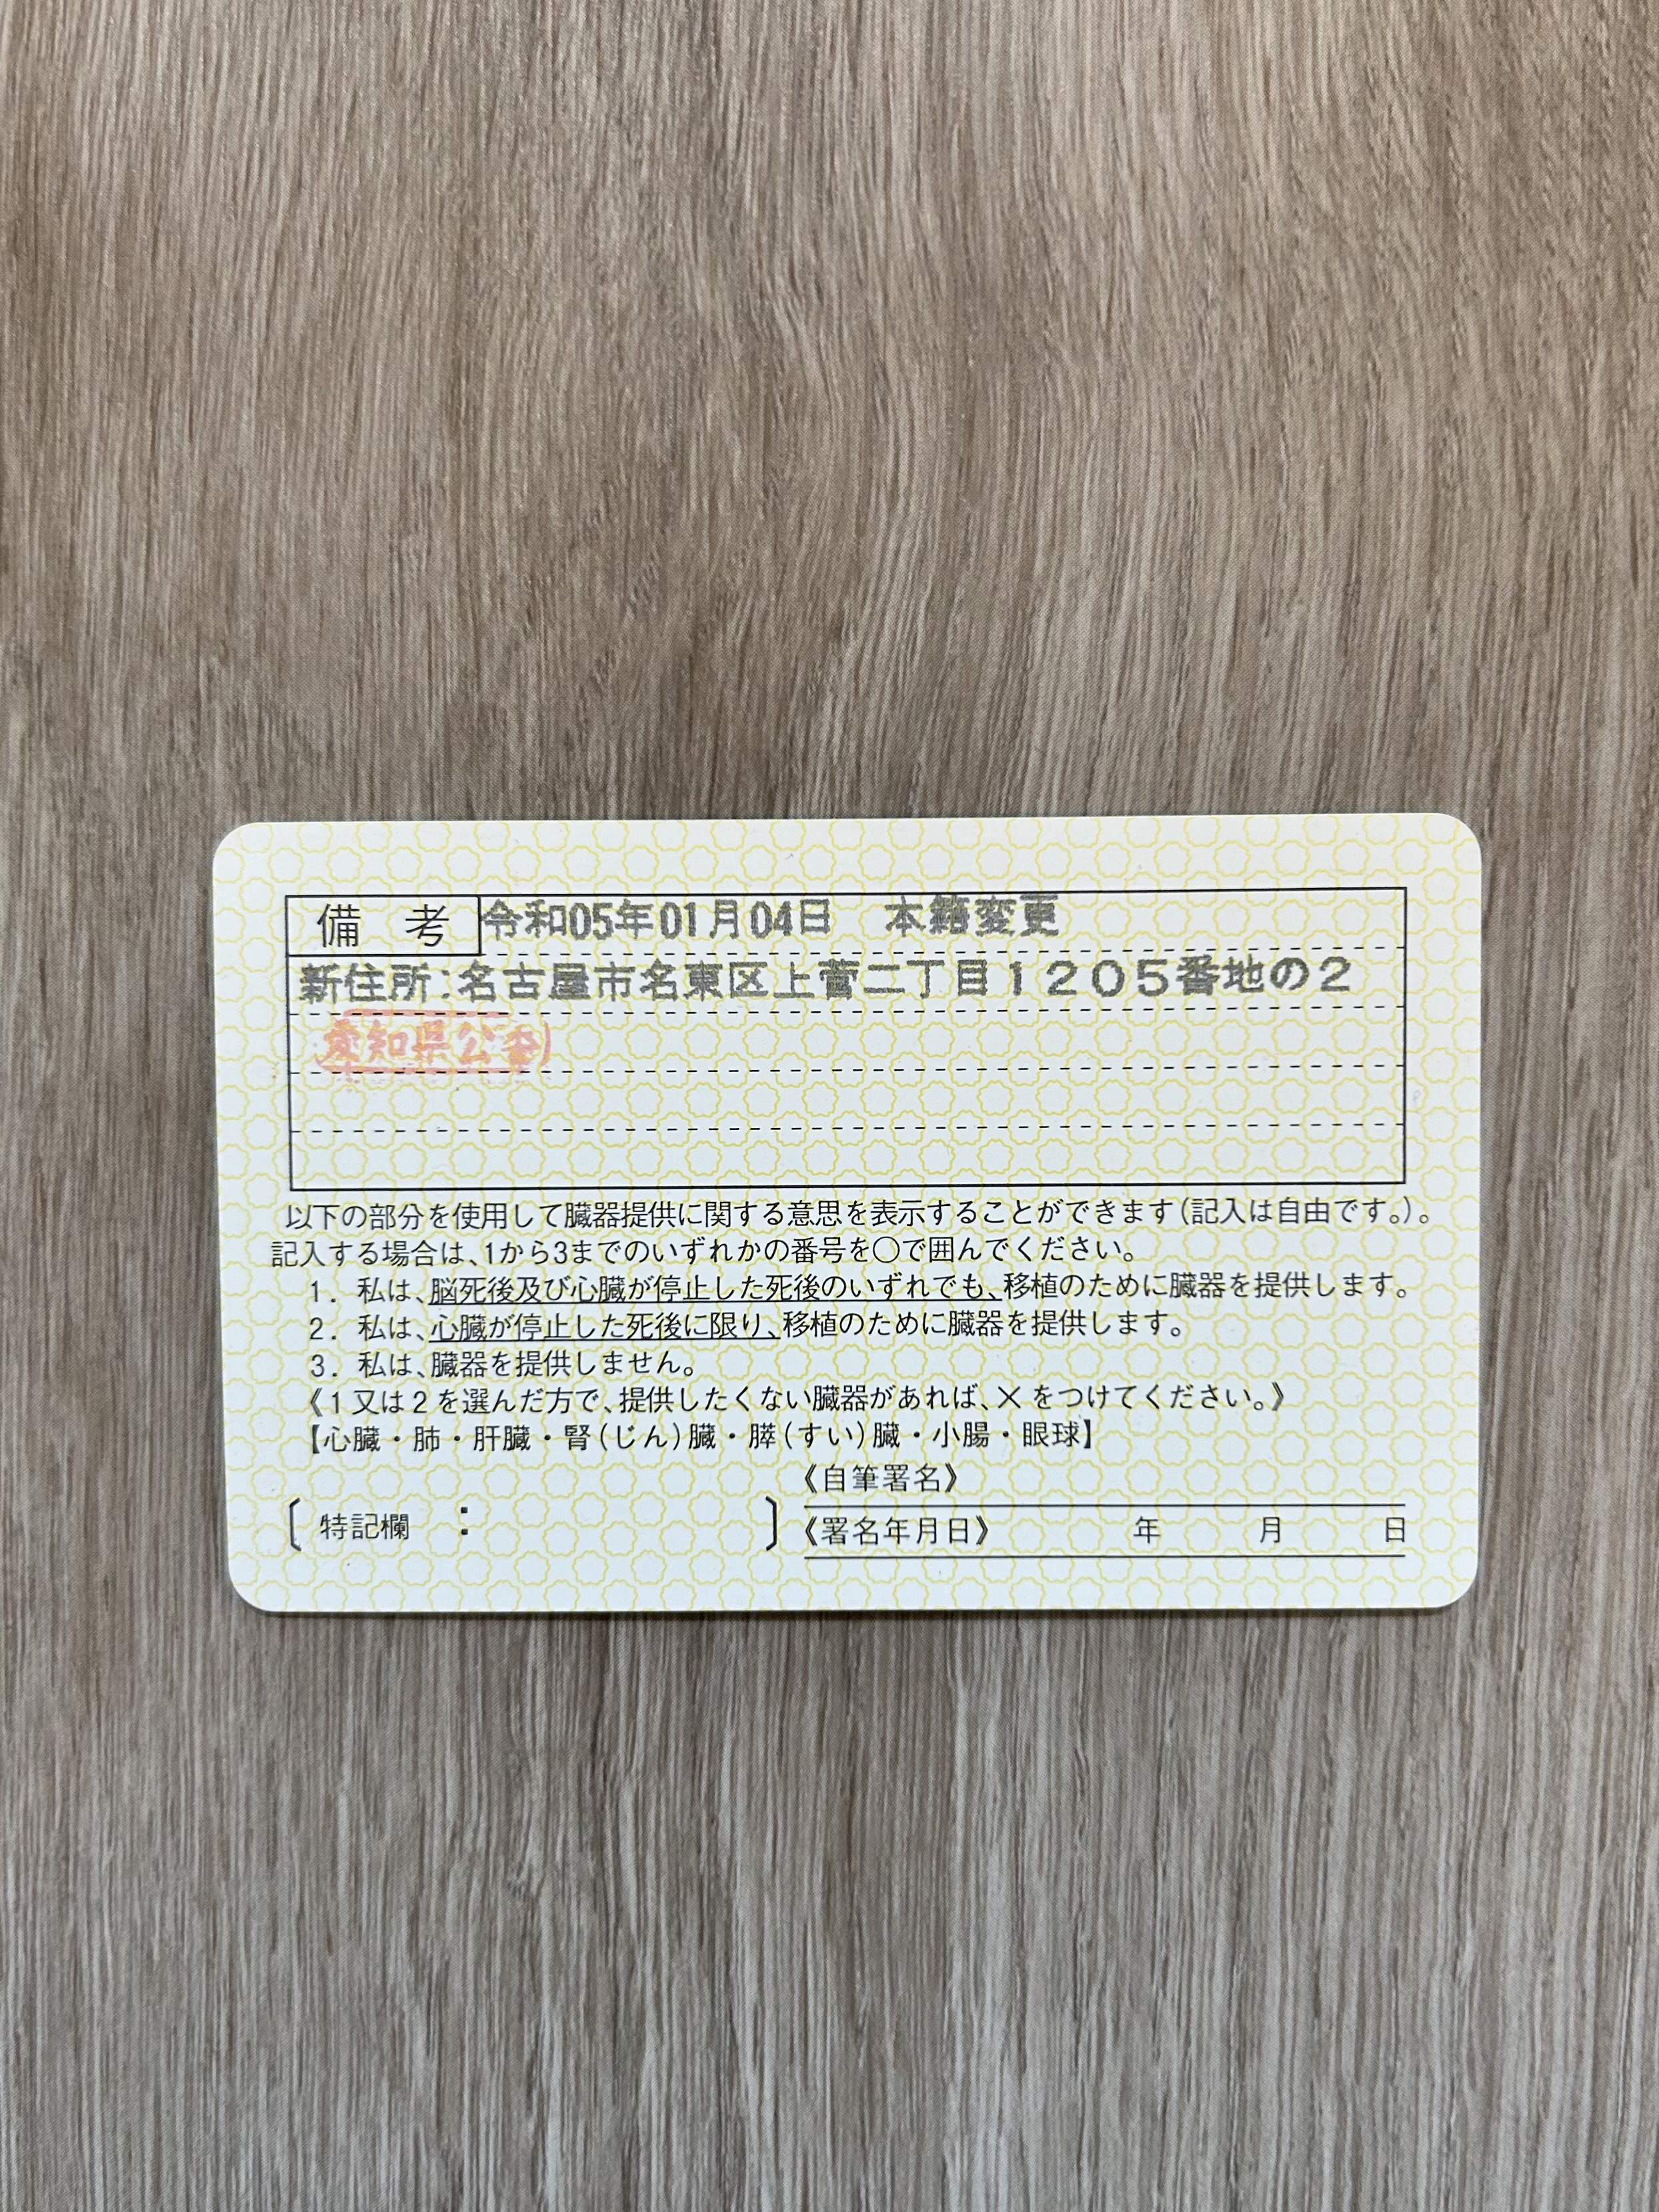 備考 令和05年01月04日 本籍変更
新住所:名古屋市名東区上菅二丁目1205番地の2
愛知県公委
以下の部分を使用して臓器提供に関する意思を表示することができます(記入は自由です。)。
記入する場合は、1から3までのいずれかの番号を○で囲んでください。
1. 私は、脳死後及び心臓が停止した死後のいずれでも、移植のために臓器を提供します。
2. 私は、心臓が停止した死後に限り、移植のために臓器を提供します。
3. 私は、臓器を提供しません。
《1又は2を選んだ方で、提供したくない臓器があれば、×をつけてください。》
【心臓・肺・肝臓・腎(じん)臓・膵(すい)臓・小腸・眼球】
《自筆署名》
〔特記欄 : 〕
《署名年月日》 年 月 日